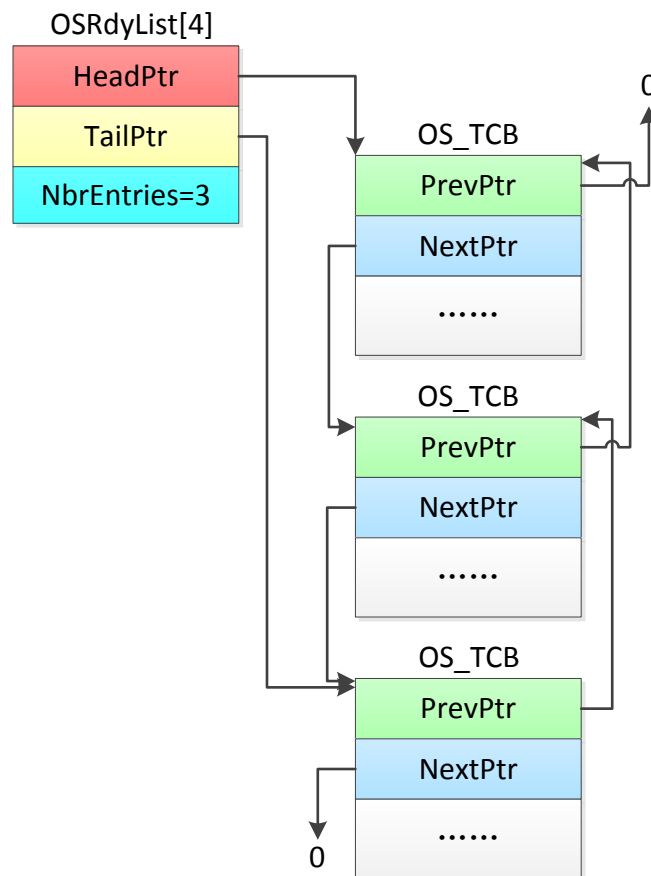 OSRdyList[4]
HeadPtr
TailPtr
NbrEntries=3
0
OS_TCB
PrevPtr
NextPtr
......
OS_TCB
PrevPtr
NextPtr
......
OS_TCB
PrevPtr
NextPtr
......
0